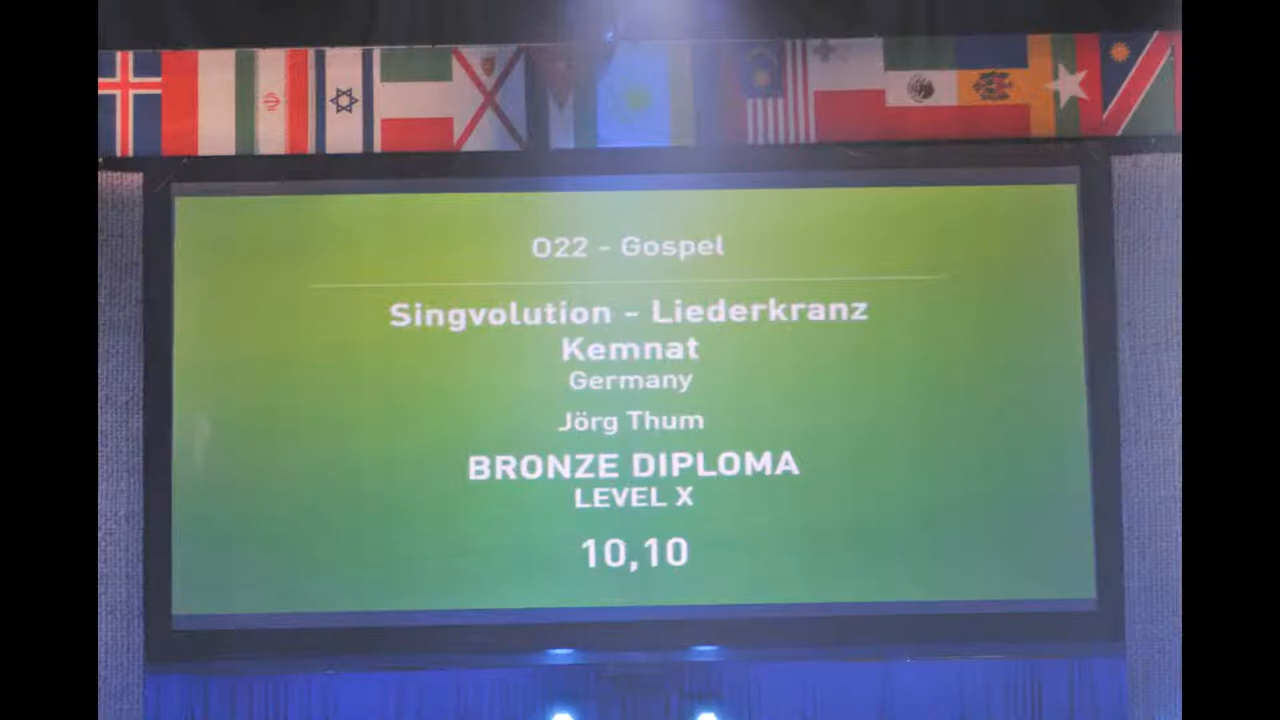 O22 - Gospel
Singvolution - Liederkranz
Kemnat
Germany
Jörg Thum
BRONZE DIPLOMA
LEVEL X
10,10